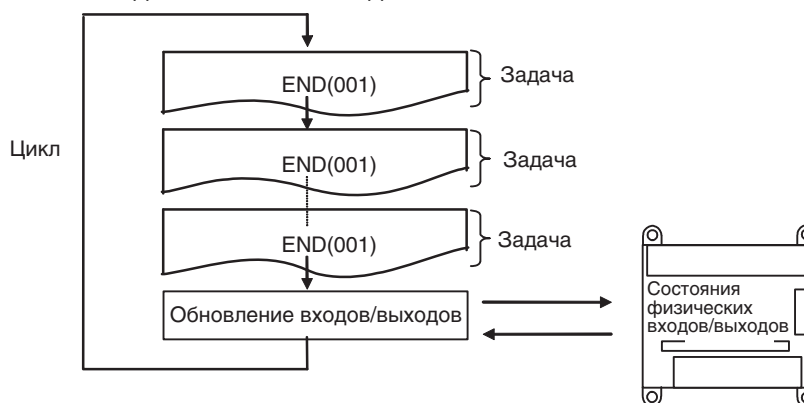 END(001)
Задача
END(001)
Задача
Цикл
END(001)
Задача
Обновление входов/выходов
Состояния
физических
входов/выходов